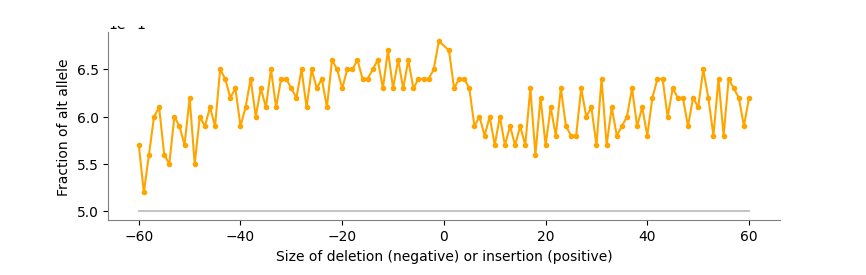 6.5
6.0
5.5
5.0
Fraction of alt allele
−60 −40 −20 0 20 40 60
Size of deletion (negative) or insertion (positive)